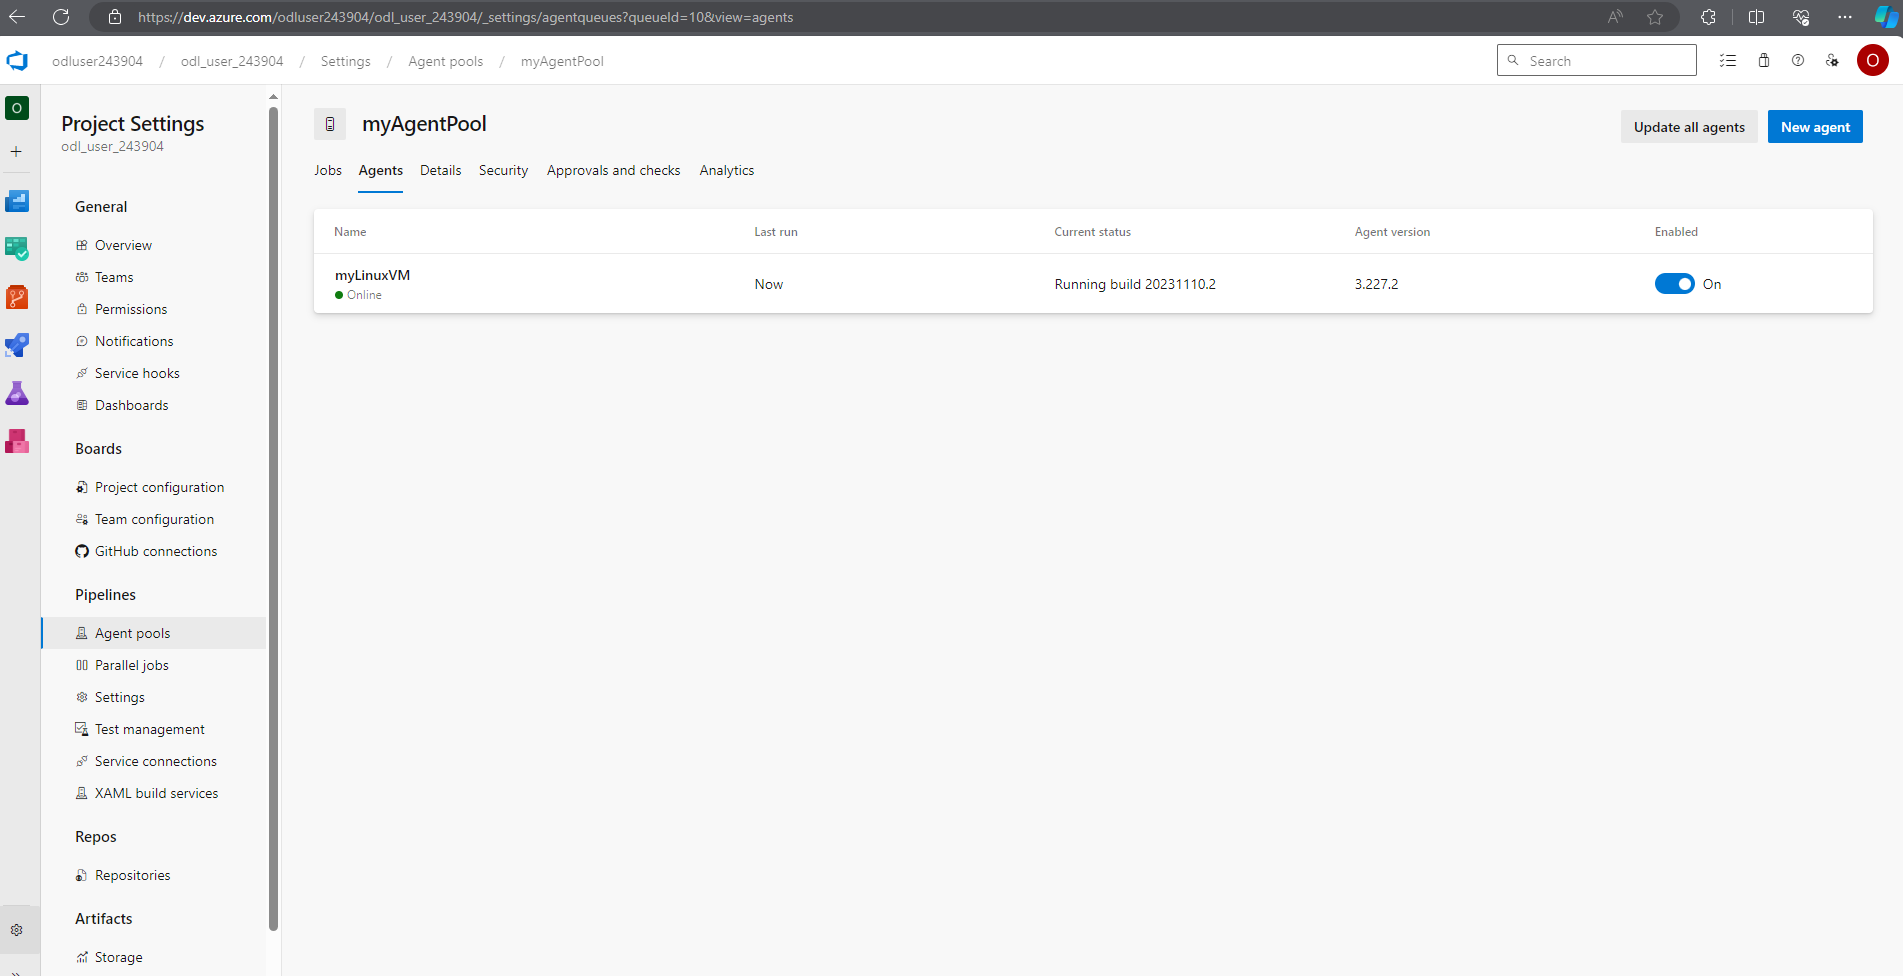 https://dev.azure.com/odluser243904/odl_user_243904/_settings/agentqueues?queueId=10&view=agents
odluser243904 / odl_user_243904 / Settings / Agent pools / myAgentPool
Search
O
O
Project Settings
odl_user_243904
General
Overview
Teams
Permissions
Notifications
Service hooks
Dashboards
Boards
Project configuration
Team configuration
GitHub connections
Pipelines
Agent pools
Parallel jobs
Settings
Test management
Service connections
XAML build services
Repos
Repositories
Artifacts
Storage
myAgentPool
Update all agents New agent
Jobs Agents Details Security Approvals and checks Analytics
Name Last run Current status Agent version Enabled
myLinuxVM
Online
Now Running build 20231110.2 3.227.2 On